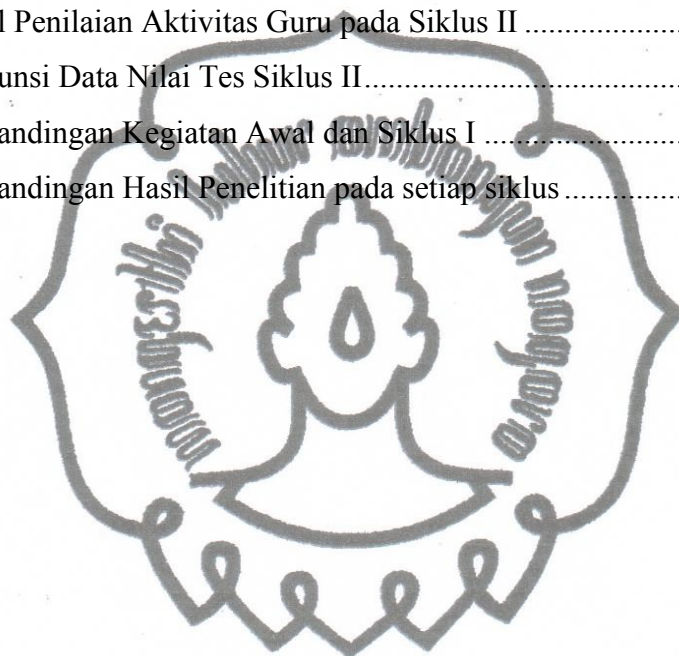 l Penilaian Aktivitas Guru pada Siklus II ......................
unsi Data Nilai Tes Siklus II ..........................................
andingan Kegiatan Awal dan Siklus I ..........................
andingan Hasil Penelitian pada setiap siklus ................